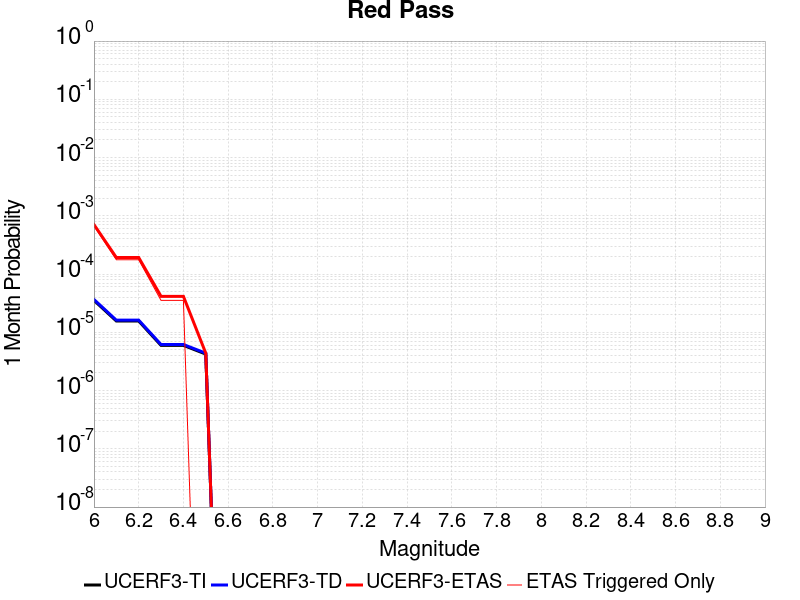 Red Pass
10 0
10 -1
10 -2
10 -3
10 -4
10 -5
10 -6
10 -7
10 -8
1 Month Probability
6 6.2 6.4 6.6 6.8 7 7.2 7.4 7.6 7.8 8 8.2 8.4 8.6 8.8 9
Magnitude
UCERF3-TI UCERF3-TD UCERF3-ETAS ETAS Triggered Only